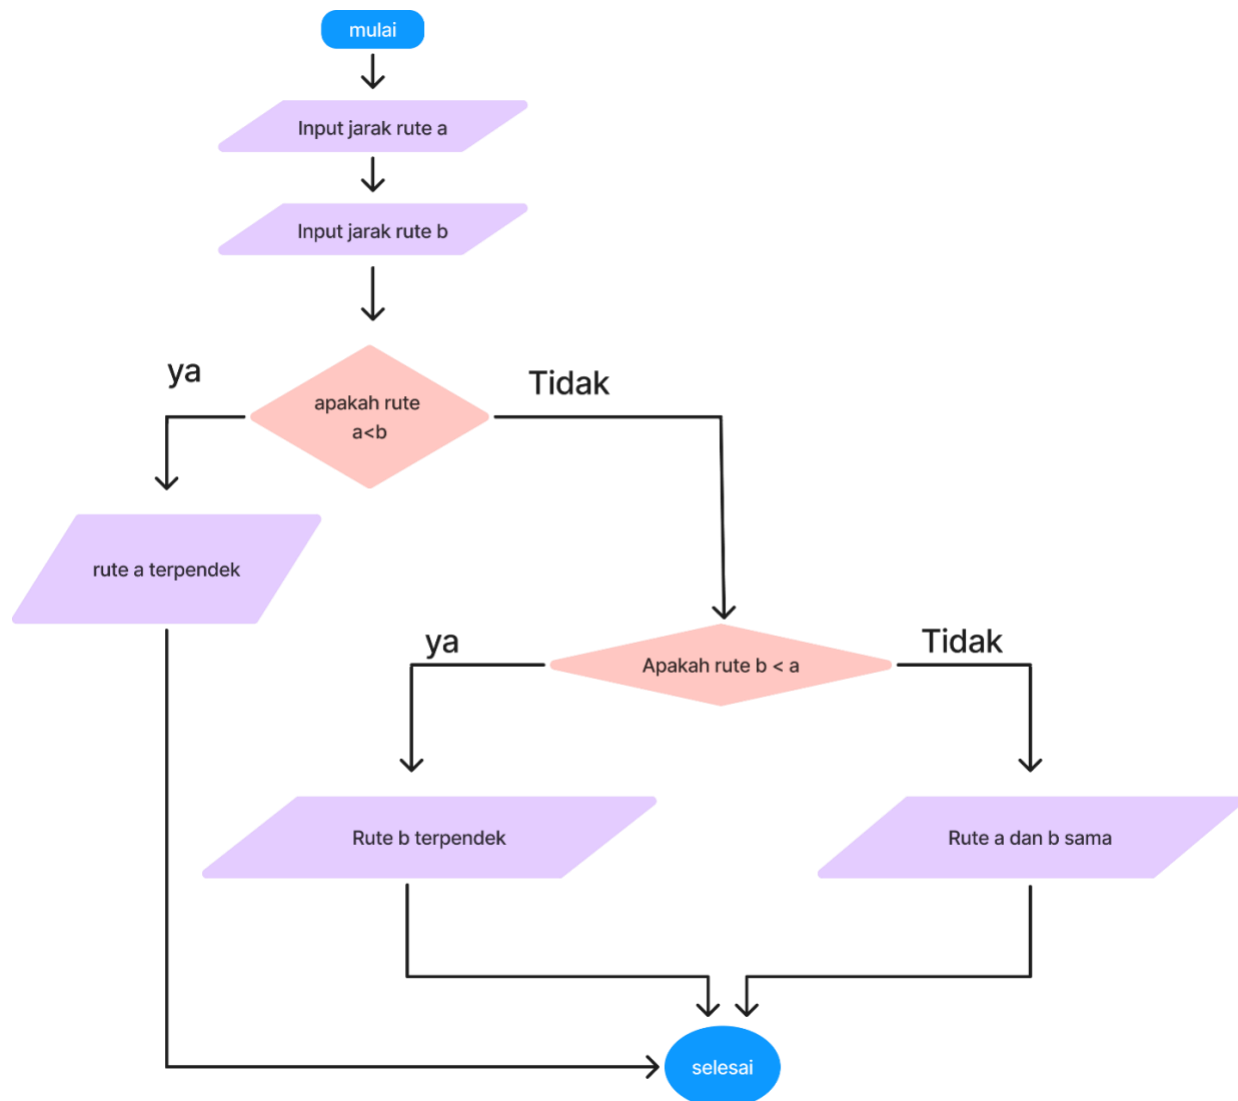 mulai
Input jarak rute a
Input jarak rute b
ya
Tidak
apakah rute
a<b
rute a terpendek
ya
Tidak
Apakah rute b < a
Rute b terpendek
Rute a dan b sama
selesai